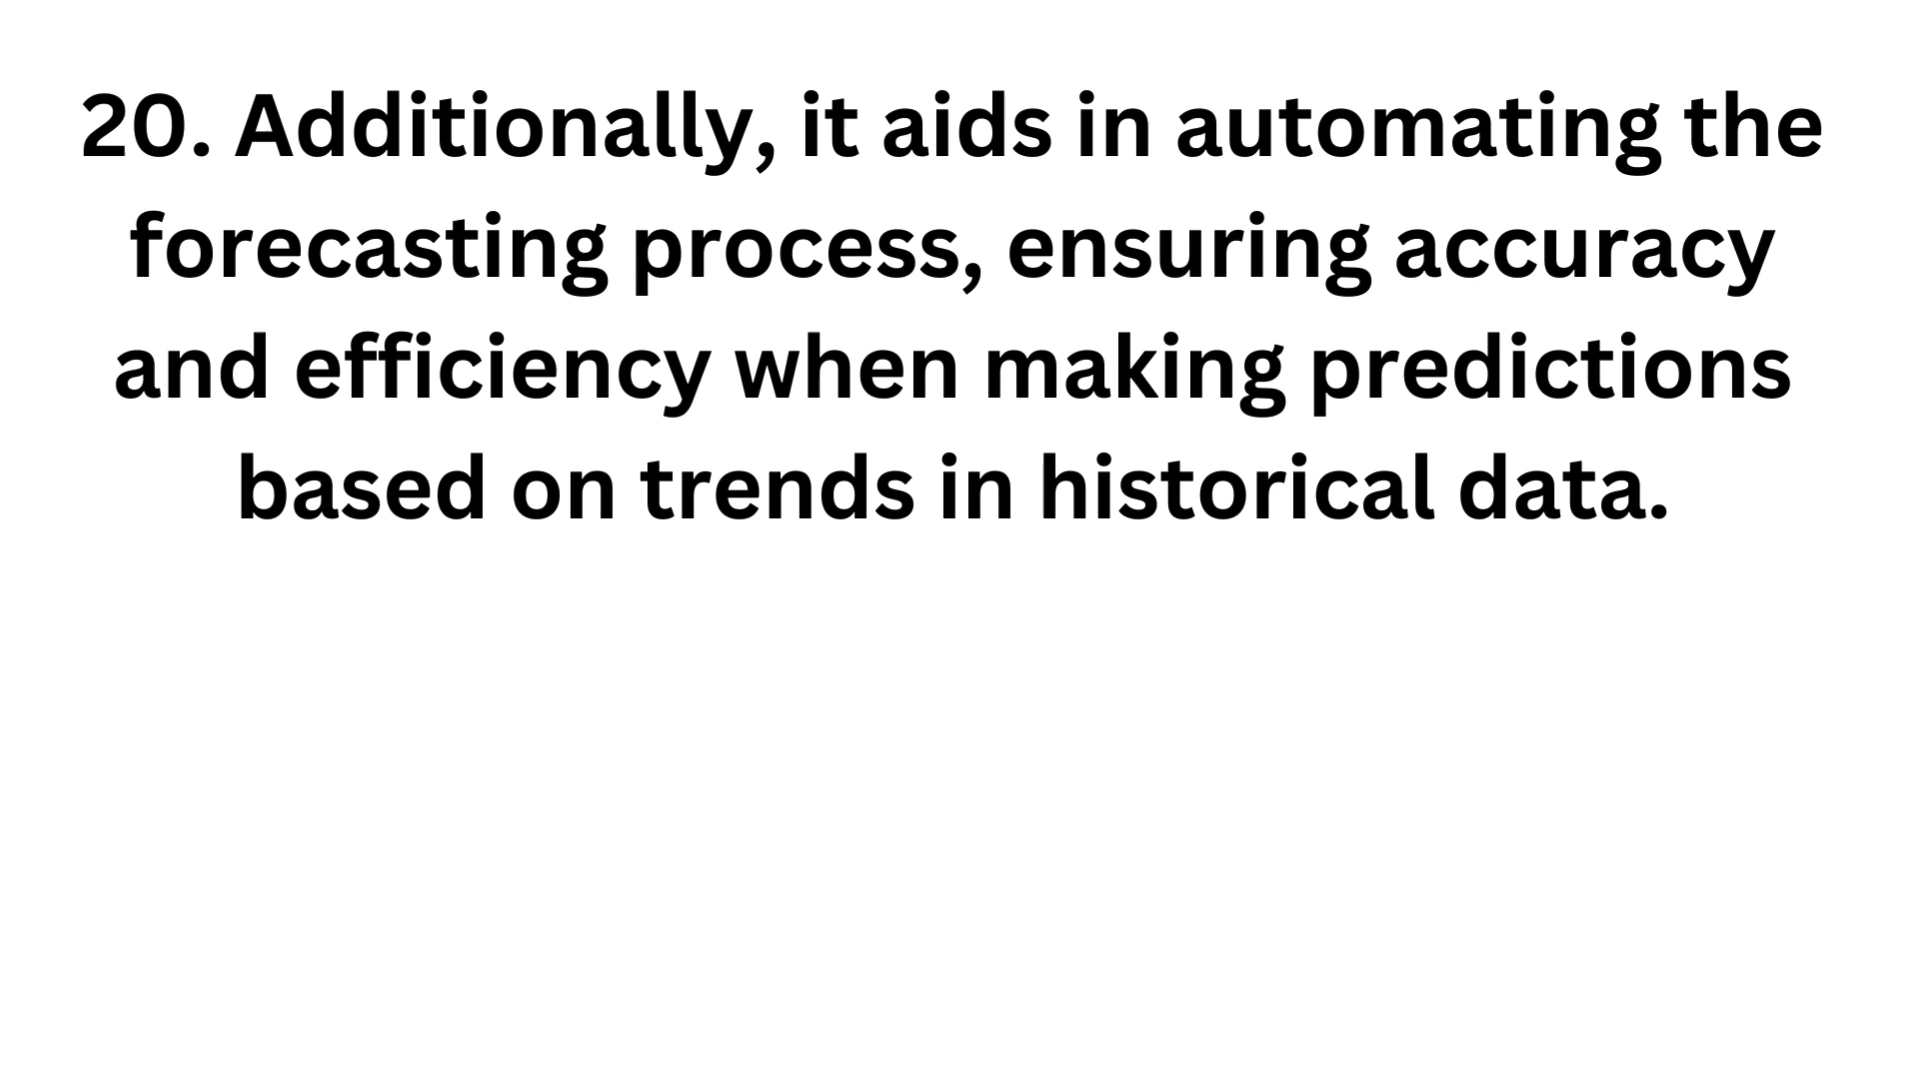 20. Additionally, it aids in automating the
forecasting process, ensuring accuracy
and efficiency when making predictions
based on trends in historical data.